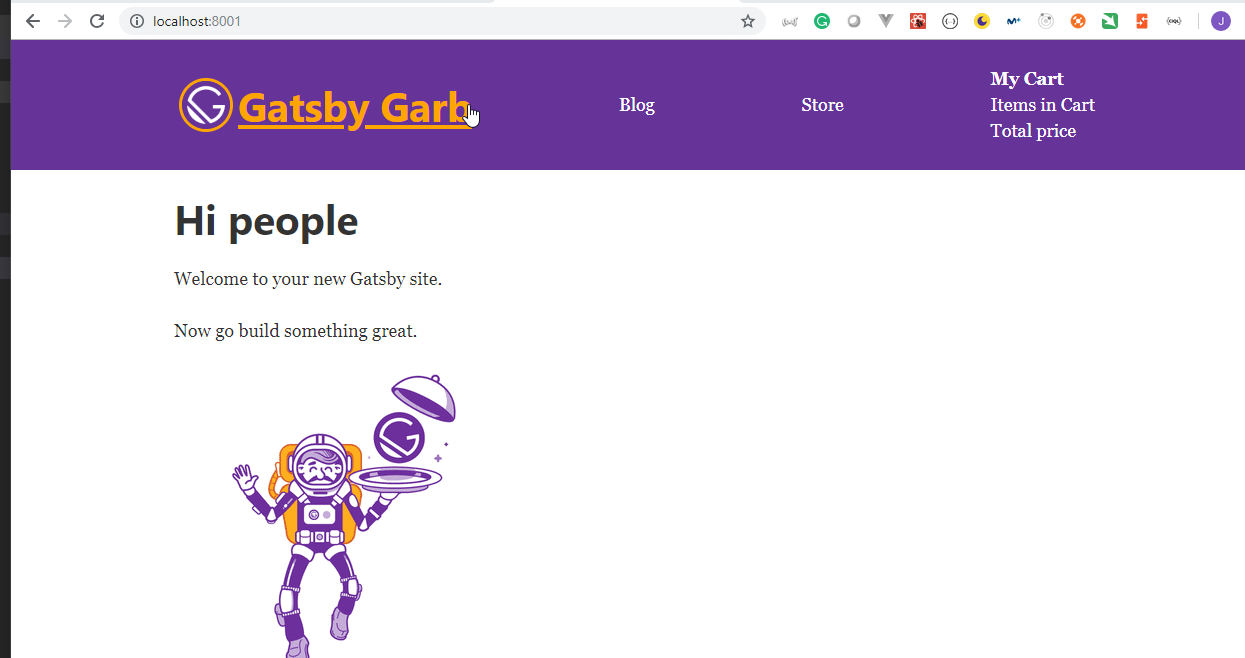 localhost:8001
Gatsby Garb
Blog
Store
My Cart
Items in Cart
Total price
Hi people
Welcome to your new Gatsby site.
Now go build something great.
J